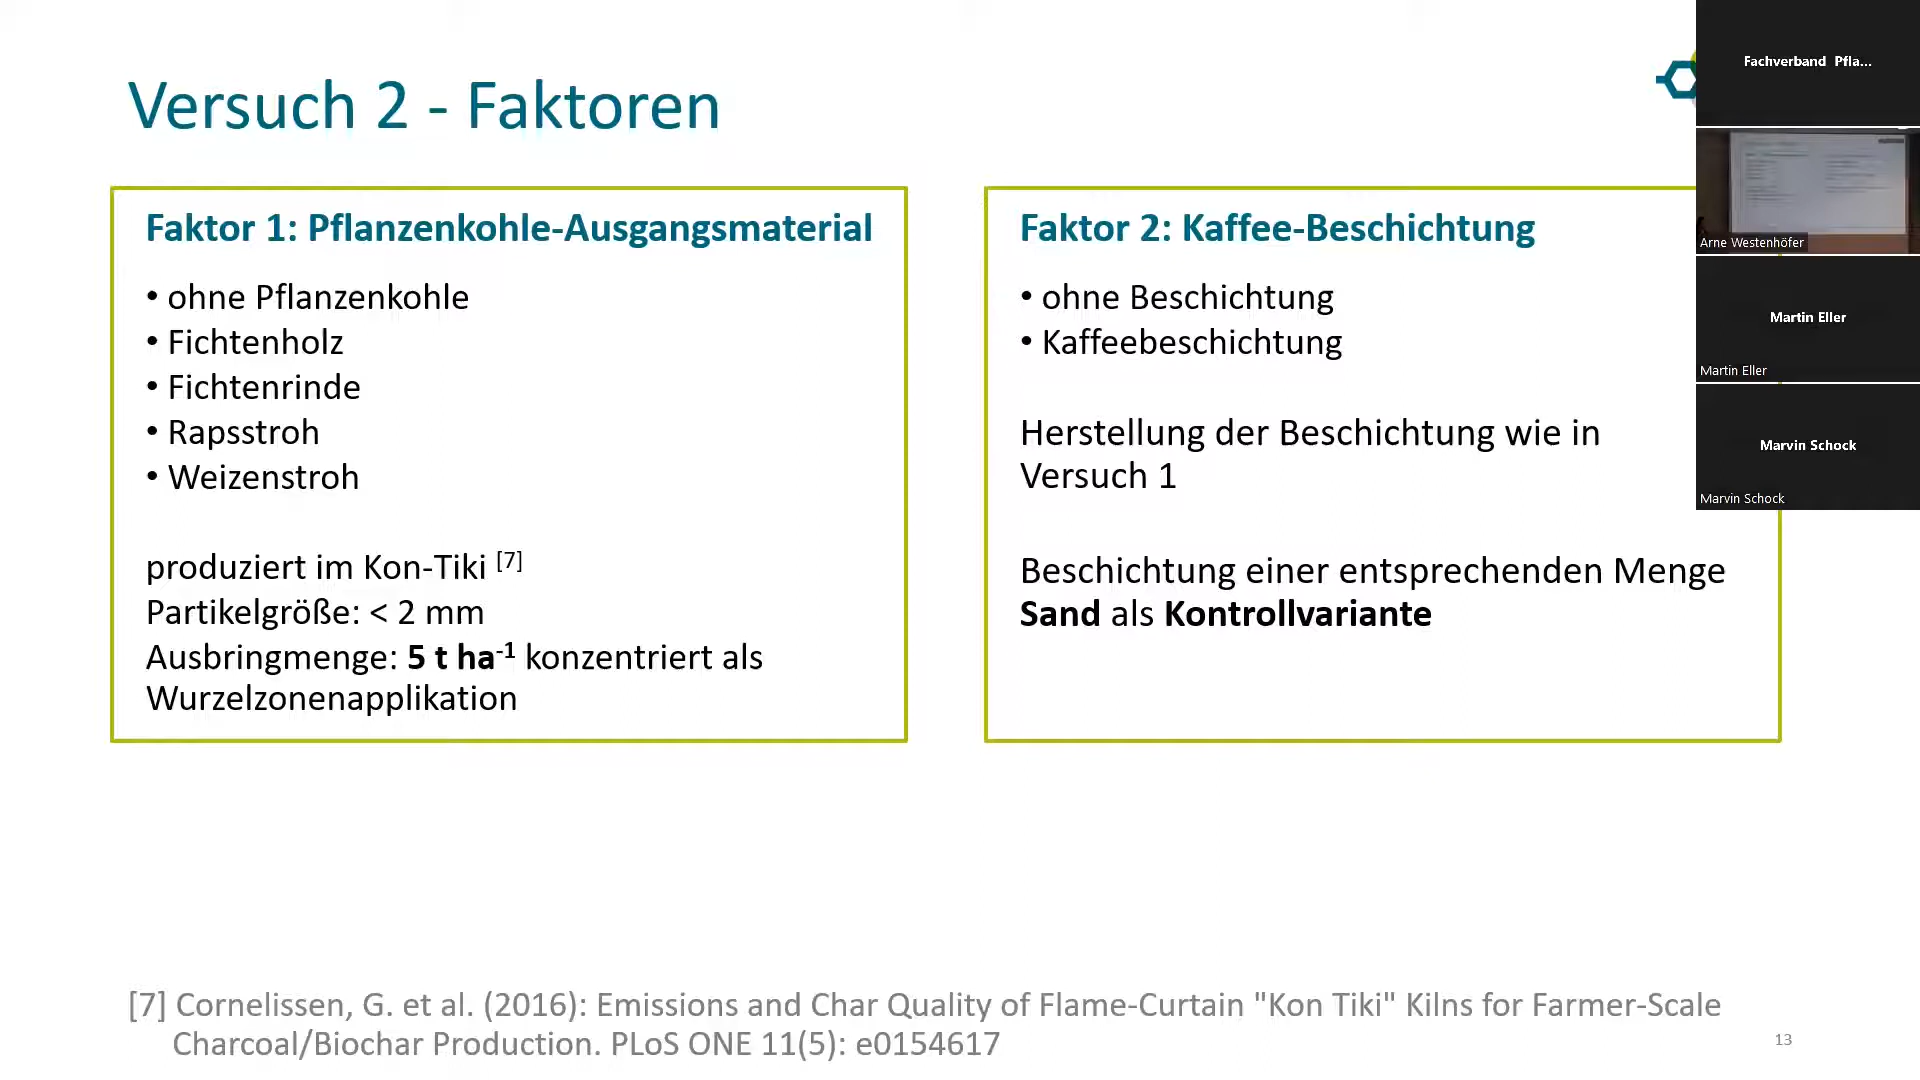 Versuch 2 - Faktoren
Faktor 1: Pflanzenkohle-Ausgangsmaterial
• ohne Pflanzenkohle
• Fichtenholz
• Fichtenrinde
• Rapsstroh
• Weizenstroh
produziert im Kon-Tiki [7]
Partikelgröße: < 2 mm
Ausbringmenge: 5 t ha-1 konzentriert als
Wurzelzonenapplikation
Faktor 2: Kaffee-Beschichtung
• ohne Beschichtung
• Kaffeebeschichtung
Herstellung der Beschichtung wie in
Versuch 1
Beschichtung einer entsprechenden Menge
Sand als Kontrollvariante
[7] Cornelissen, G. et al. (2016): Emissions and Char Quality of Flame-Curtain "Kon Tiki" Kilns for Farmer-Scale
Charcoal/Biochar Production. PLoS ONE 11(5): e0154617
13
Fachverband Pfla...
Arne Westenhöfer
Martin Eller
Martin Eller
Marvin Schock
Marvin Schock